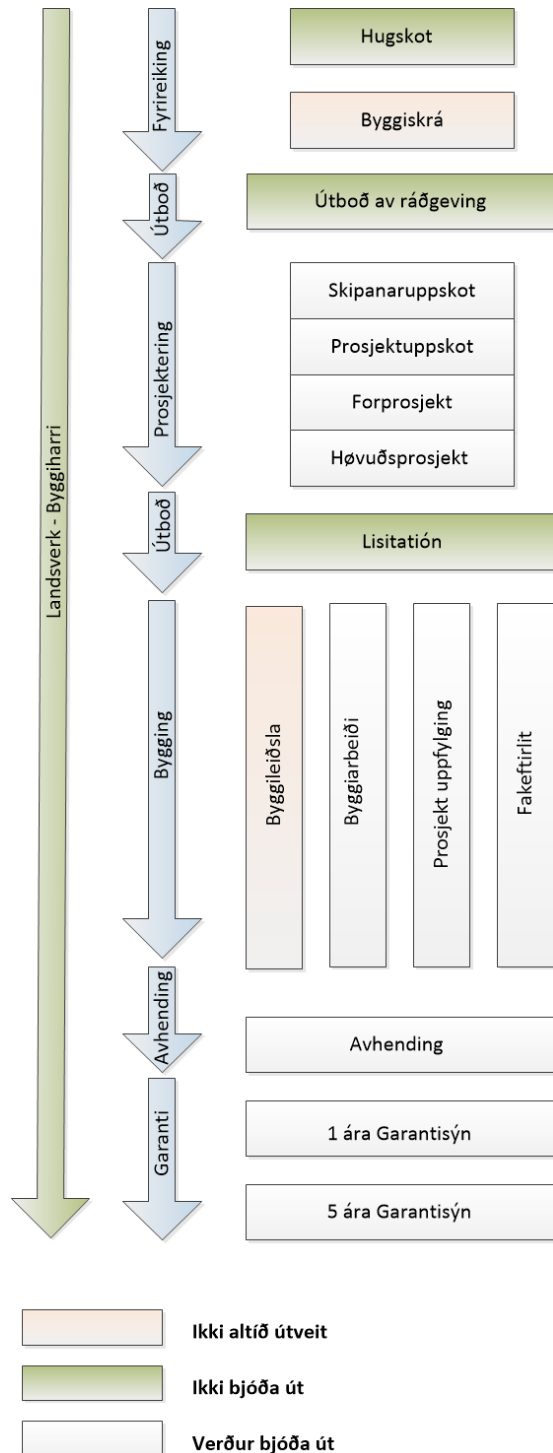 Landsverk - Byggiharri
Fyrireiking
Hugskot
Byggiskrá
Útboð
Útboð av ráðgeving
Prosjektering
Skipanaruppskot
Prosjektuppskot
Forprosjekt
Høvuðsprosjekt
Útboð
Lisitatión
Bygging
Byggileiðsla
Byggiarbeiði
Prosjekt uppfylging
Fakeftirlit
Avhending
Avhending
Garanti
1 ára Garantisýn
5 ára Garantisýn
Ikki altíð útveit
Ikki bjóða út
Verður bjóða út